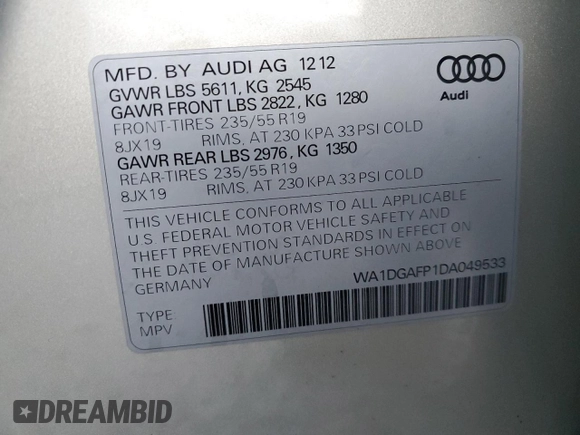 MFD. BY AUDI AG 12 12
GVWR LBS 5611, KG 2545
GAWR FRONT LBS 2822, KG 1280
FRONT-TIRES 235/55 R19
8JX19 RIMS, AT 230 KPA 33 PSI COLD
GAWR REAR LBS 2976, KG 1350
REAR-TIRES 235/55 R19
8JX19 RIMS, AT 230 KPA 33 PSI COLD
Audi
THIS VEHICLE CONFORMS TO ALL APPLICABLE
U.S. FEDERAL MOTOR VEHICLE SAFETY AND
THEFT PREVENTION STANDARDS IN EFFECT ON
THE DATE OF MANUFACTURE SHOWN ABOVE
GERMANY
WA1DGAFP1DA049533
TYPE
MPV
DREAMBID